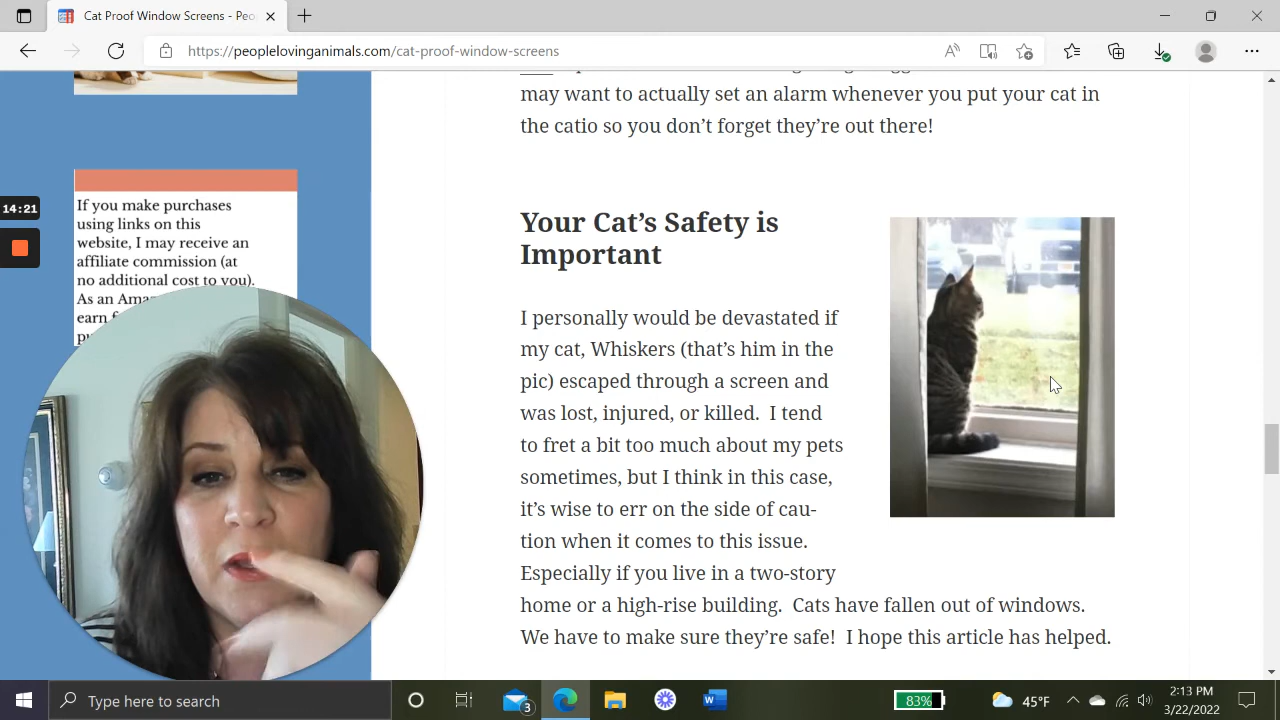 Cat Proof Window Screens - Peo
https://peoplelovinganimals.com/cat-proof-window-screens
may want to actually set an alarm whenever you put your cat in
the catio so you don't forget they're out there!
14:21
If you make purchases
using links on this
website, I may receive an
affiliate commission (at
no additional cost to you).
As an
earn
Your Cat's Safety is
Important
I personally would be devastated if
my cat, Whiskers (that's him in the
pic) escaped through a screen and
was lost, injured, or killed. I tend
to fret a bit too much about my pets
sometimes, but I think in this case,
it's wise to err on the side of cau-
tion when it comes to this issue.
Especially if you live in a two-story
home or a high-rise building. Cats have fallen out of windows.
We have to make sure they're safe! I hope this article has helped.
Type here to search
3
83%
45°F
2:13 PM
3/22/2022